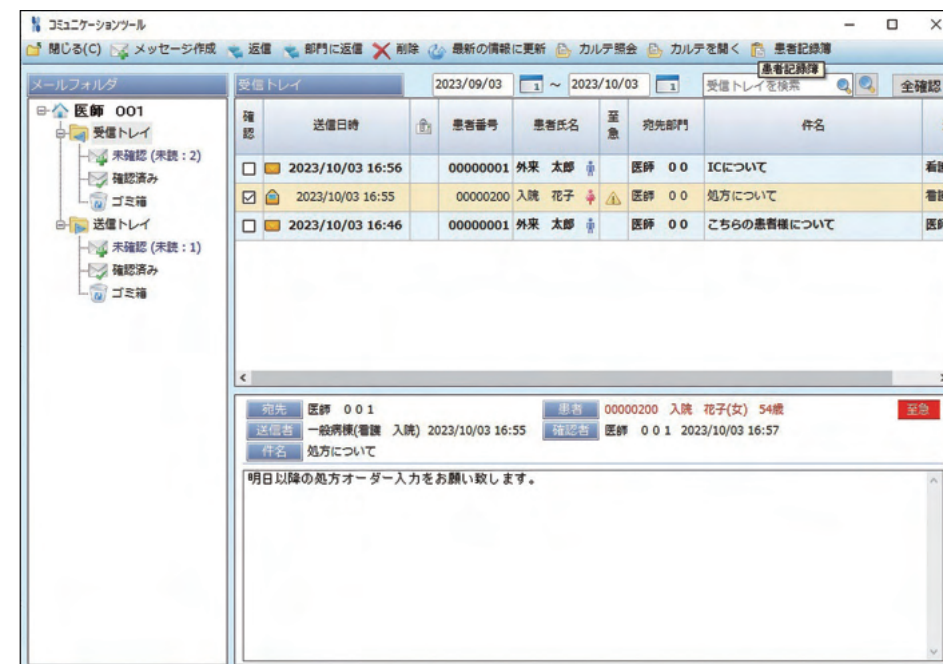 コミュニケーションツール
閉じる(C) メッセージ作成 返信 部門に返信 削除 最新の情報に更新 カルテ照会 カルテを開く 患者記録簿
患者記録簿
メールフォルダ 受信トレイ 2023/09/03 1 ～ 2023/10/03 1 受信トレイを検索 全確認
医師 001
受信トレイ
未確認 (未読:2)
確認済み
ゴミ箱
送信トレイ
未確認 (未読:1)
確認済み
ゴミ箱
確認 送信日時 患者番号 患者氏名 至急 宛先部門 件名
2023/10/03 16:56 00000001 外来 太郎 医師 00 ICについて 看護
2023/10/03 16:55 00000200 入院 花子 医師 00 処方について 看護
2023/10/03 16:46 00000001 外来 太郎 医師 00 こちらの患者様について 医師
宛先 医師 001 患者 00000200 入院 花子(女) 54歳 至急
送信者 一般病棟(看護 入院) 2023/10/03 16:55 確認者 医師 001 2023/10/03 16:57
件名 処方について
明日以降の処方オーダー入力をお願い致します。